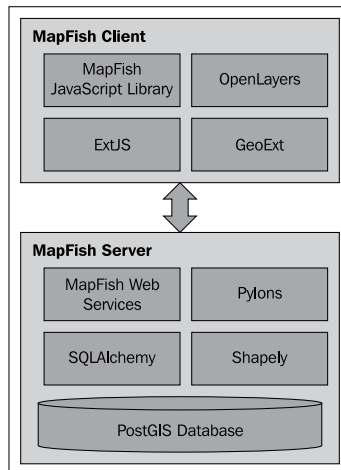 MapFish Client
MapFish
JavaScript Library
OpenLayers
ExtJS
GeoExt
MapFish Server
MapFish Web
Services
Pylons
SQLAlchemy
Shapely
PostGIS Database